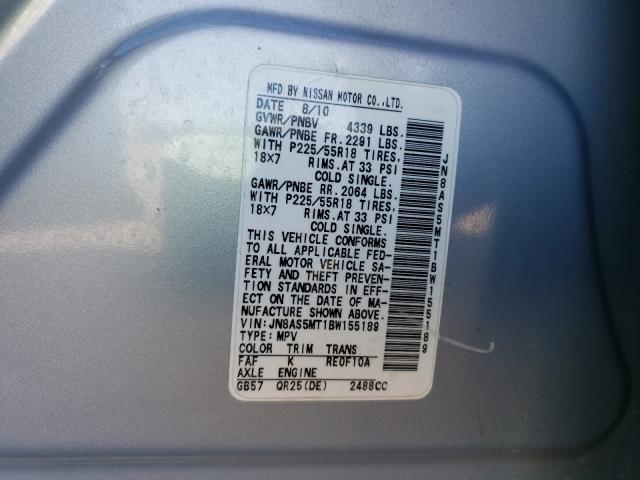 MFD BY NISSAN MOTOR CO.,LTD.
DATE 8/10
GVWR/PNBV 4339 LBS.
GAWR/PNBE FR.2291 LBS.
WITH P225/55R18 TIRES,
18X7 RIMS.AT 33 PSI
COLD SINGLE.
GAWR/PNBE RR.2064 LBS.
WITH P225/55R18 TIRES,
18X7 RIMS.AT 33 PSI
COLD SINGLE.
THIS VEHICLE CONFORMS
TO ALL APPLICABLE FED-
ERAL MOTOR VEHICLE SA-
FETY AND THEFT PREVEN-
TION STANDARDS IN EFF-
ECT ON THE DATE OF MA-
NUFACTURE SHOWN ABOVE.
VIN: JN8AS5MT1BW155189
TYPE: MPV
COLOR TRIM TRANS
FAF K RE0F10A
AXLE ENGINE
GB57 QR25(DE) 2488CC
JN8AS5MT1BW155189